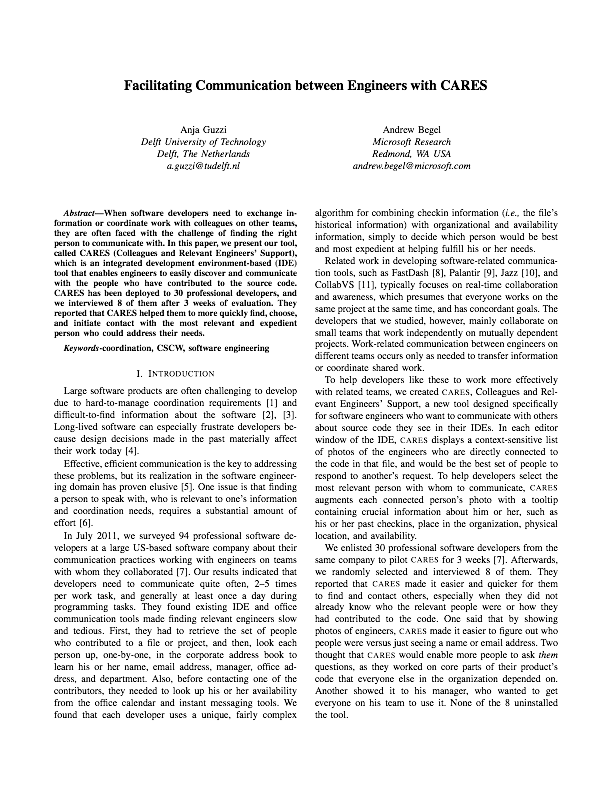 Facilitating Communication between Engineers with CARES
Anja Guzzi
Delft University of Technology
Delft, The Netherlands
a.guzzi@tudelft.nl
Andrew Begel
Microsoft Research
Redmond, WA USA
andrew.begel@microsoft.com
Abstract—When software developers need to exchange in-
formation or coordinate work with colleagues on other teams,
they are often faced with the challenge of finding the right
person to communicate with. In this paper, we present our tool,
called CARES (Colleagues and Relevant Engineers' Support),
which is an integrated development environment-based (IDE)
tool that enables engineers to easily discover and communicate
with the people who have contributed to the source code.
CARES has been deployed to 30 professional developers, and
we interviewed 8 of them after 3 weeks of evaluation. They
reported that CARES helped them to more quickly find, choose,
and initiate contact with the most relevant and expedient
person who could address their needs.
Keywords-coordination, CSCW, software engineering
I. INTRODUCTION
Large software products are often challenging to develop
due to hard-to-manage coordination requirements [1] and
difficult-to-find information about the software [2], [3].
Long-lived software can especially frustrate developers be-
cause design decisions made in the past materially affect
their work today [4].
Effective, efficient communication is the key to addressing
these problems, but its realization in the software engineer-
ing domain has proven elusive [5]. One issue is that finding
a person to speak with, who is relevant to one's information
and coordination needs, requires a substantial amount of
effort [6].
In July 2011, we surveyed 94 professional software de-
velopers at a large US-based software company about their
communication practices working with engineers on teams
with whom they collaborated [7]. Our results indicated that
developers need to communicate quite often, 2–5 times
per work task, and generally at least once a day during
programming tasks. They found existing IDE and office
communication tools made finding relevant engineers slow
and tedious. First, they had to retrieve the set of people
who contributed to a file or project, and then, look each
person up, one-by-one, in the corporate address book to
learn his or her name, email address, manager, office ad-
dress, and department. Also, before contacting one of the
contributors, they needed to look up his or her availability
from the office calendar and instant messaging tools. We
found that each developer uses a unique, fairly complex
algorithm for combining checkin information (i.e., the file's
historical information) with organizational and availability
information, simply to decide which person would be best
and most expedient at helping fulfill his or her needs.
Related work in developing software-related communica-
tion tools, such as FastDash [8], Palantir [9], Jazz [10], and
CollabVS [11], typically focuses on real-time collaboration
and awareness, which presumes that everyone works on the
same project at the same time, and has concordant goals. The
developers that we studied, however, mainly collaborate on
small teams that work independently on mutually dependent
projects. Work-related communication between engineers on
different teams occurs only as needed to transfer information
or coordinate shared work.
To help developers like these to work more effectively
with related teams, we created CARES, Colleagues and Rel-
evant Engineers' Support, a new tool designed specifically
for software engineers who want to communicate with others
about source code they see in their IDEs. In each editor
window of the IDE, CARES displays a context-sensitive list
of photos of the engineers who are directly connected to
the code in that file, and would be the best set of people to
respond to another's request. To help developers select the
most relevant person with whom to communicate, CARES
augments each connected person's photo with a tooltip
containing crucial information about him or her, such as
his or her past checkins, place in the organization, physical
location, and availability.
We enlisted 30 professional software developers from the
same company to pilot CARES for 3 weeks [7]. Afterwards,
we randomly selected and interviewed 8 of them. They
reported that CARES made it easier and quicker for them
to find and contact others, especially when they did not
already know who the relevant people were or how they
had contributed to the code. One said that by showing
photos of engineers, CARES made it easier to figure out who
people were versus just seeing a name or email address. Two
thought that CARES would enable more people to ask them
questions, as they worked on core parts of their product's
code that everyone else in the organization depended on.
Another showed it to his manager, who wanted to get
everyone on his team to use it. None of the 8 uninstalled
the tool.